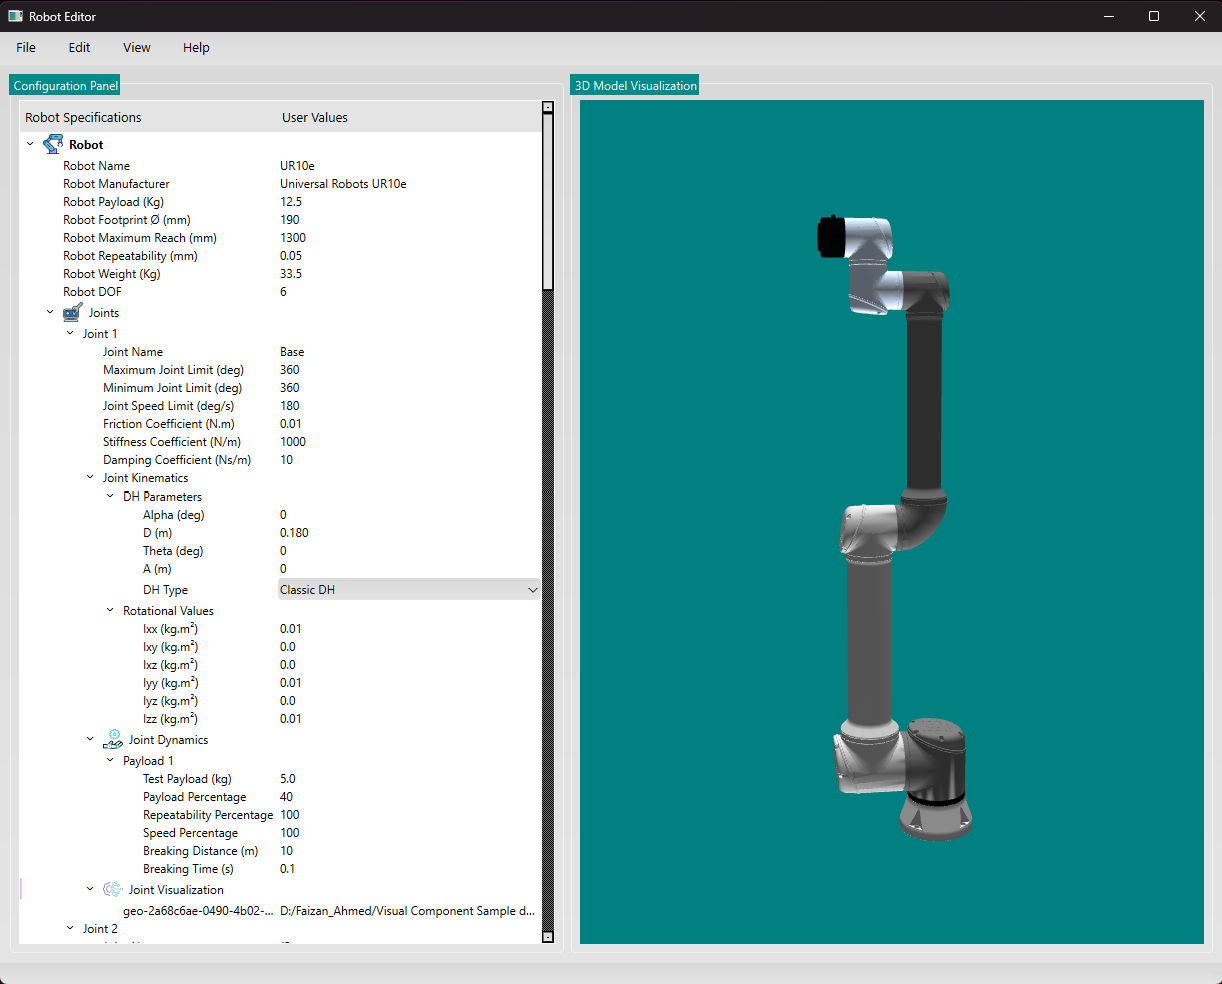 Robot Editor
File Edit View Help
Configuration Panel
Robot Specifications User Values
Robot
Robot Name UR10e
Robot Manufacturer Universal Robots UR10e
Robot Payload (Kg) 12.5
Robot Footprint Ø (mm) 190
Robot Maximum Reach (mm) 1300
Robot Repeatability (mm) 0.05
Robot Weight (Kg) 33.5
Robot DOF 6
Joints
Joint 1
Joint Name Base
Maximum Joint Limit (deg) 360
Minimum Joint Limit (deg) 360
Joint Speed Limit (deg/s) 180
Friction Coefficient (N.m) 0.01
Stiffness Coefficient (N/m) 1000
Damping Coefficient (Ns/m) 10
Joint Kinematics
DH Parameters
Alpha (deg) 0
D (m) 0.180
Theta (deg) 0
A (m) 0
DH Type Classic DH
Rotational Values
Ixx (kg.m²) 0.01
Ixy (kg.m²) 0.0
Ixz (kg.m²) 0.0
Iyy (kg.m²) 0.01
Iyz (kg.m²) 0.0
Izz (kg.m²) 0.01
Joint Dynamics
Payload 1
Test Payload (kg) 5.0
Payload Percentage 40
Repeatability Percentage 100
Speed Percentage 100
Breaking Distance (m) 10
Breaking Time (s) 0.1
Joint Visualization
geo-2a68c6ae-0490-4b02-... D:/Faizan_Ahmed/Visual Component Sample d...
Joint 2
3D Model Visualization